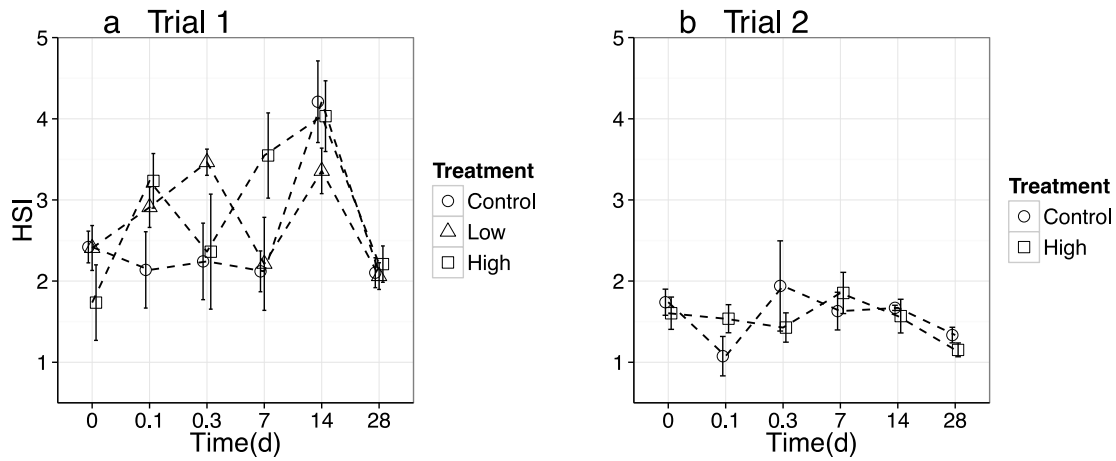 a Trial 1
5
4
3
2
1
HSI
0 0.1 0.3 7 14 28
Time(d)
Treatment
Control
Low
High
b Trial 2
5
4
3
2
1
0 0.1 0.3 7 14 28
Time(d)
Treatment
Control
High